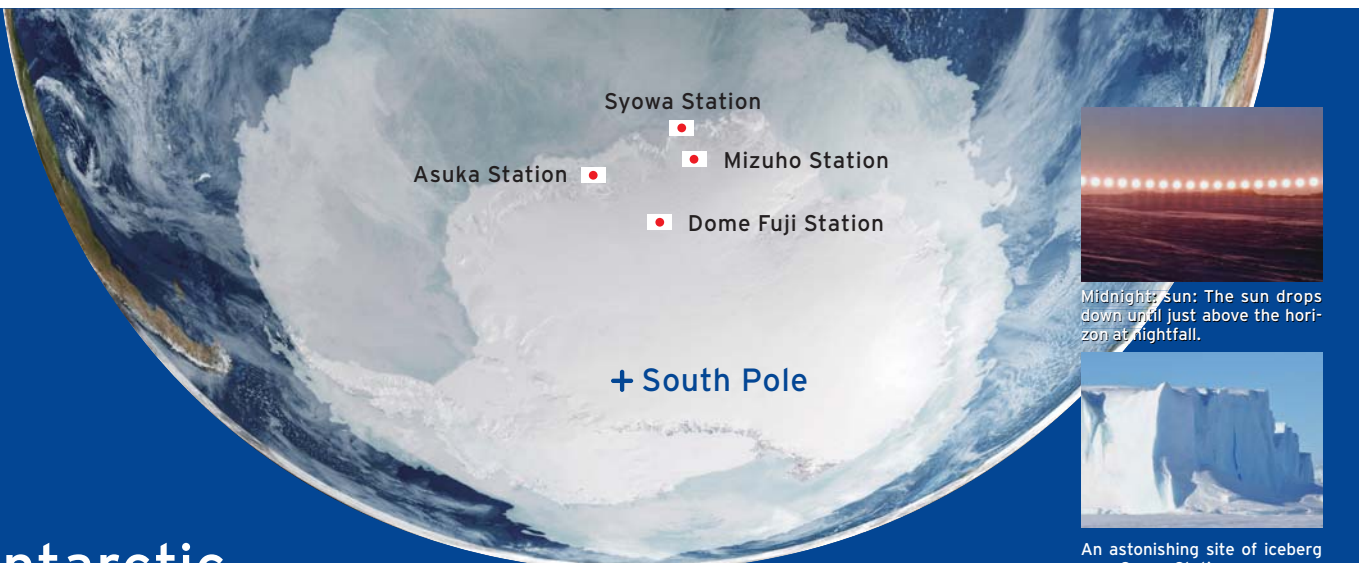 Syowa Station
Mizuho Station
Asuka Station
Dome Fuji Station
+ South Pole
Midnight sun: The sun drops
down until just above the hori-
zon at nightfall.
An astonishing site of iceberg